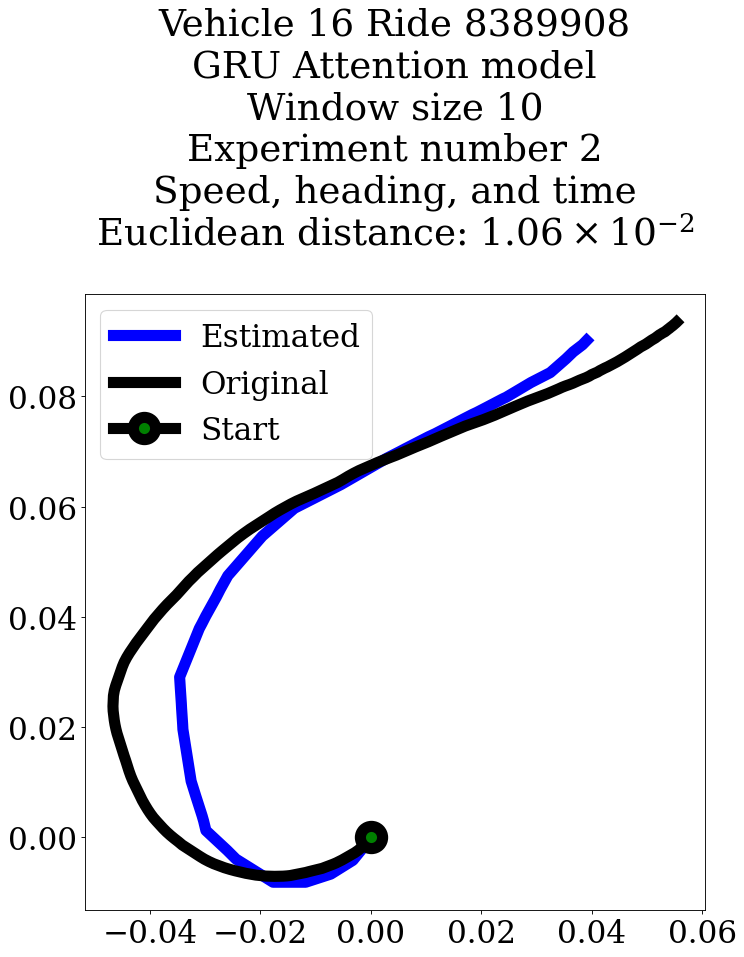 Vehicle 16 Ride 8389908
GRU Attention model
Window size 10
Experiment number 2
Speed, heading, and time
Euclidean distance: 1.06 × 10⁻²
Estimated
Original
Start
0.08
0.06
0.04
0.02
0.00
−0.04 −0.02 0.00 0.02 0.04 0.06